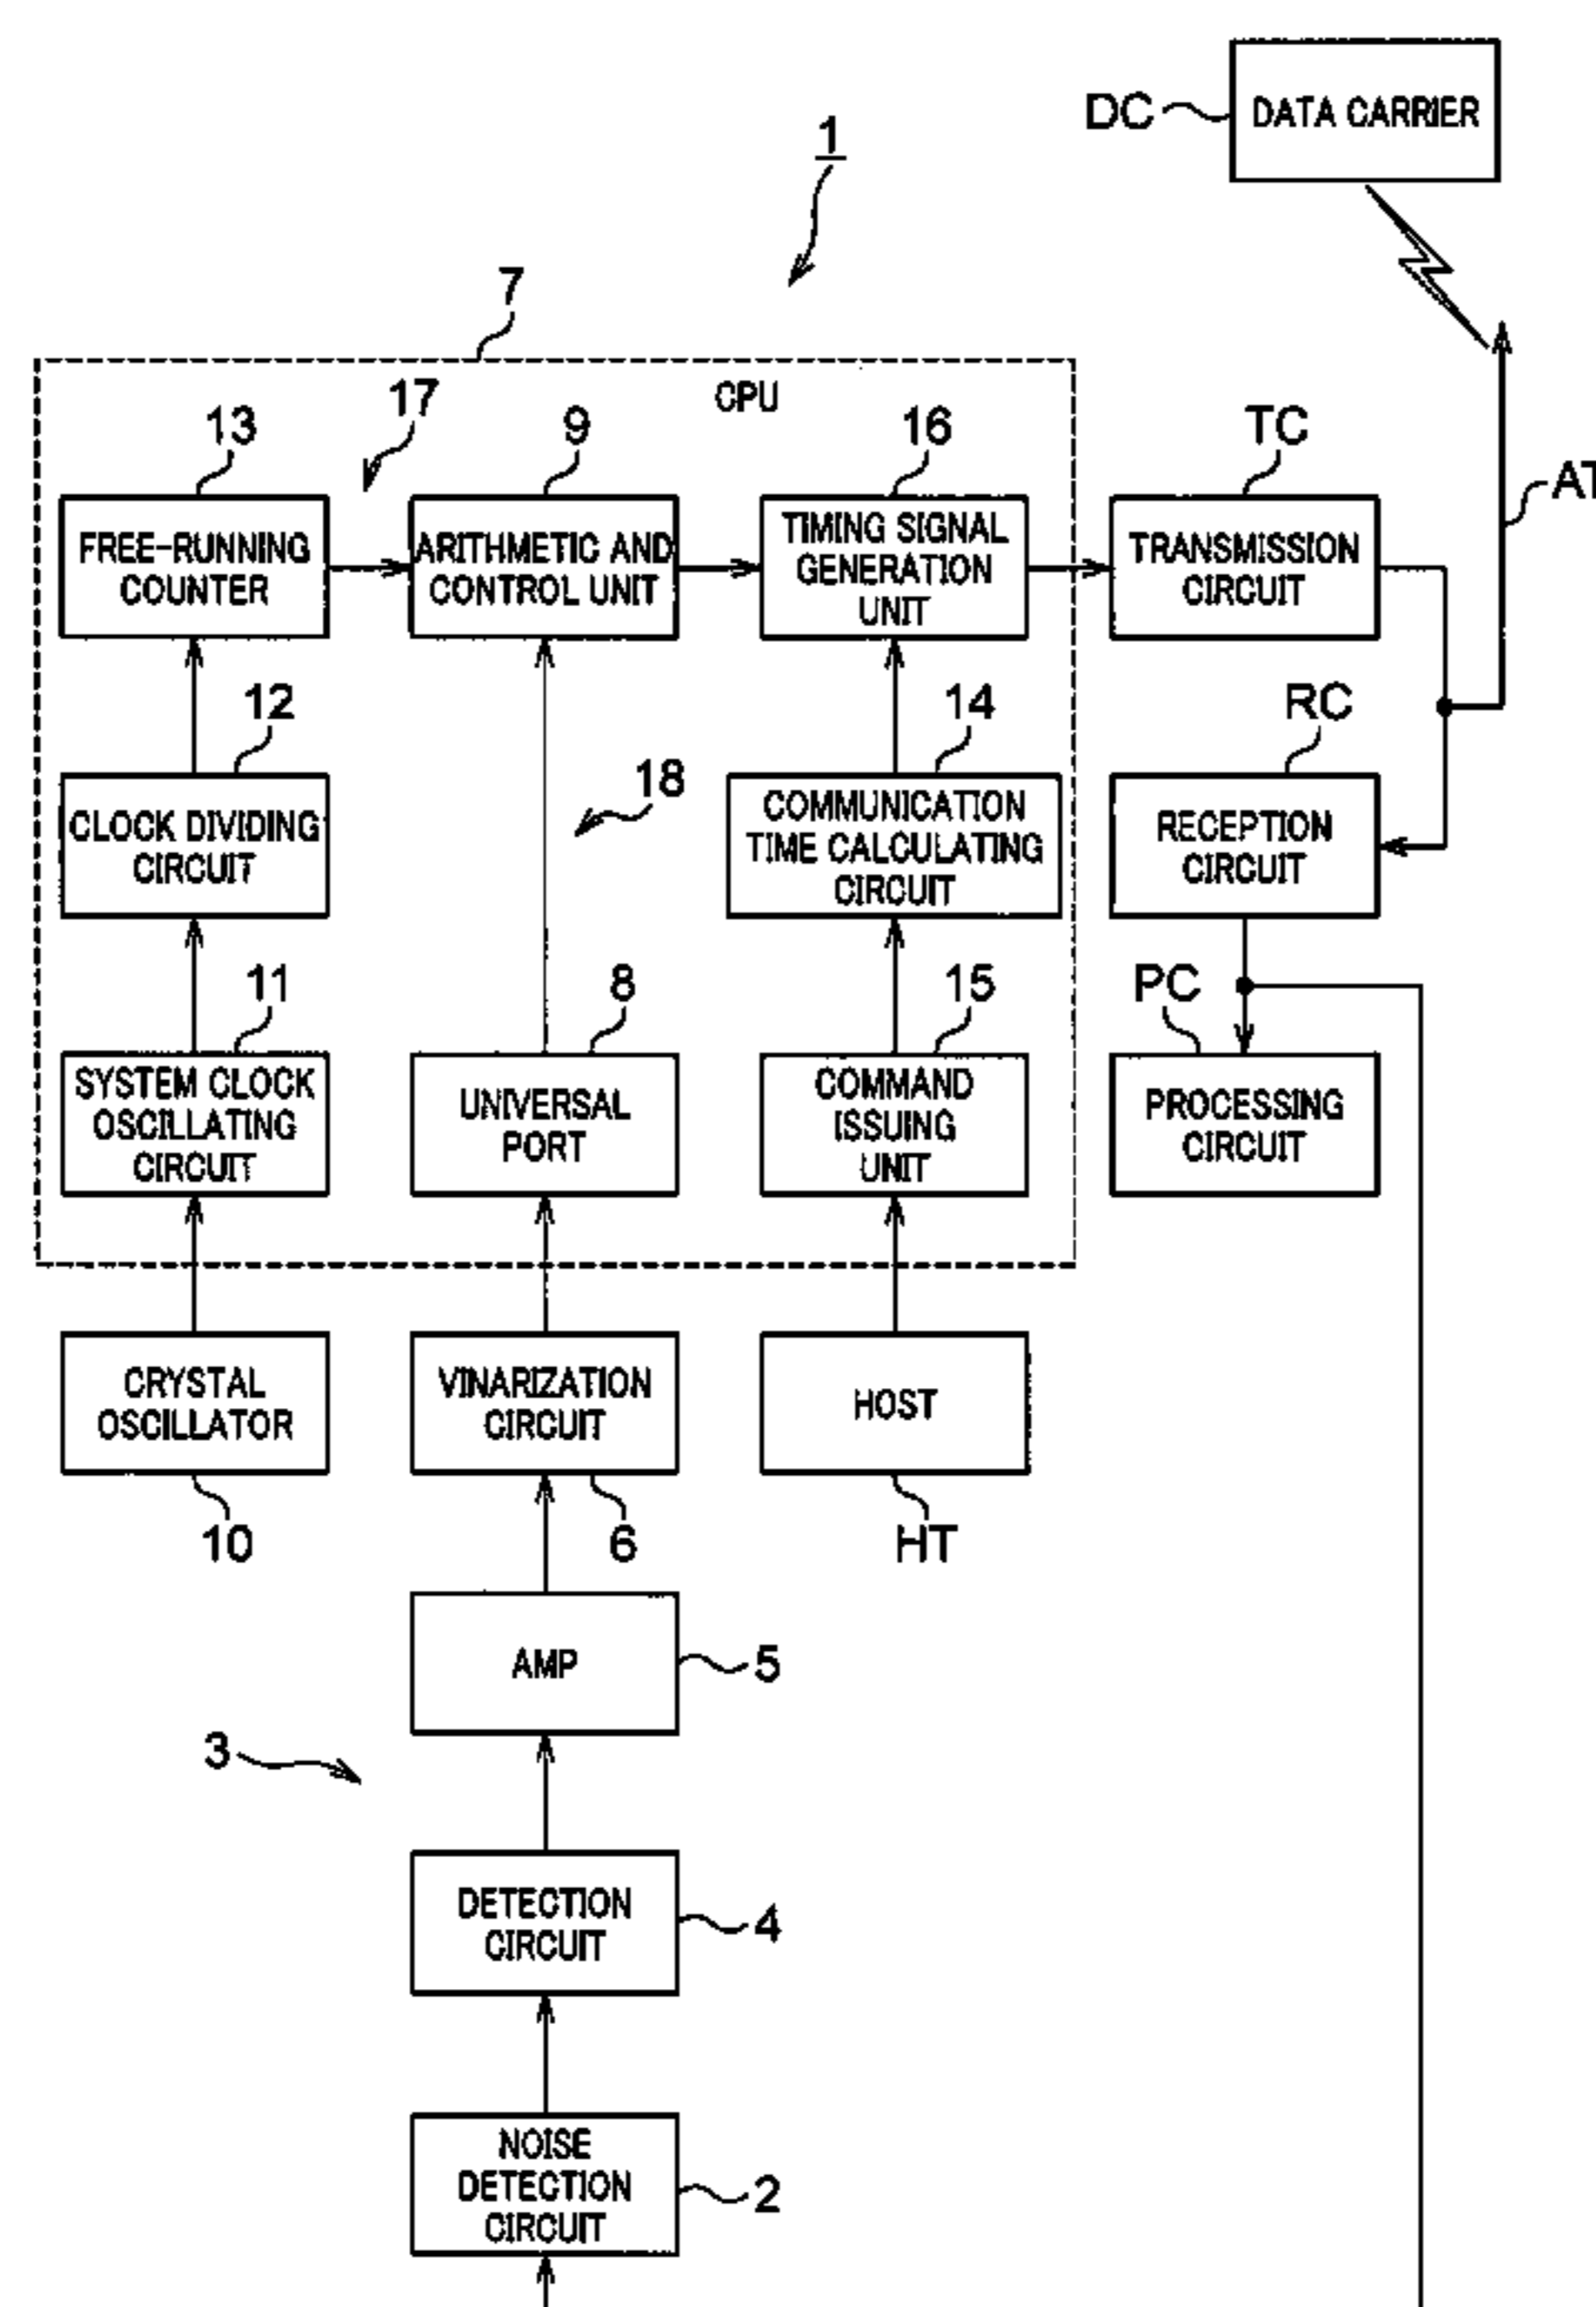 DC
DATA CARRIER
1
7
CPU
17
13
9
16
TC
AT
FREE-RUNNING
COUNTER
ARITHMETIC AND
CONTROL UNIT
TIMING SIGNAL
GENERATION
UNIT
TRANSMISSION
CIRCUIT
12
14
RC
18
CLOCK DIVIDING
CIRCUIT
COMMUNICATION
TIME CALCULATING
CIRCUIT
RECEPTION
CIRCUIT
11
8
15
PC
SYSTEM CLOCK
OSCILLATING
CIRCUIT
UNIVERSAL
PORT
COMMAND
ISSUING
UNIT
PROCESSING
CIRCUIT
CRYSTAL
OSCILLATOR
VINARIZATION
CIRCUIT
HOST
10
6
HT
AMP
5
3
DETECTION
CIRCUIT
4
NOISE
DETECTION
CIRCUIT
2